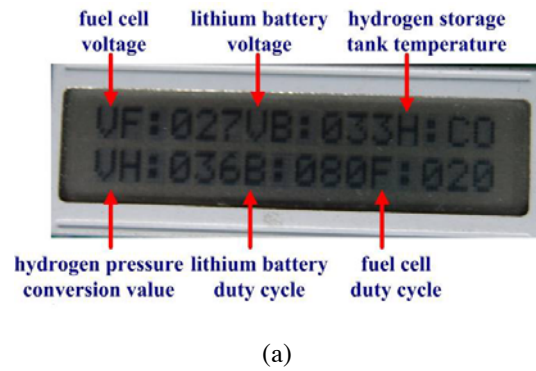 fuel cell lithium battery hydrogen storage
voltage voltage tank temperature
VF:027VB:033H:CO
VH:036B:080F:020
hydrogen pressure lithium battery fuel cell
conversion value duty cycle duty cycle
(a)